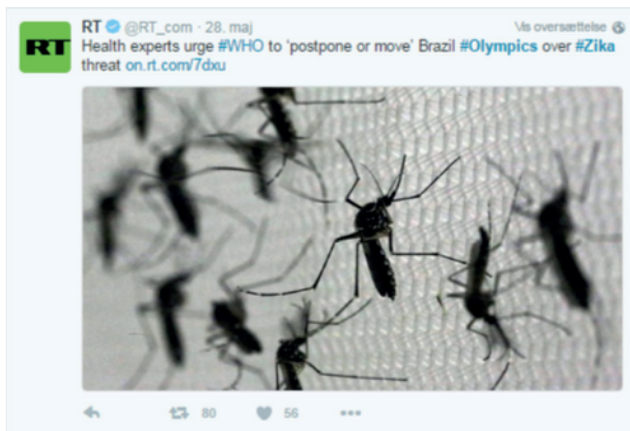 RT @RT_com · 28. maj Vis oversættelse
RT
Health experts urge #WHO to 'postpone or move' Brazil #Olympics over #Zika
threat on.rt.com/7dxu
80 56